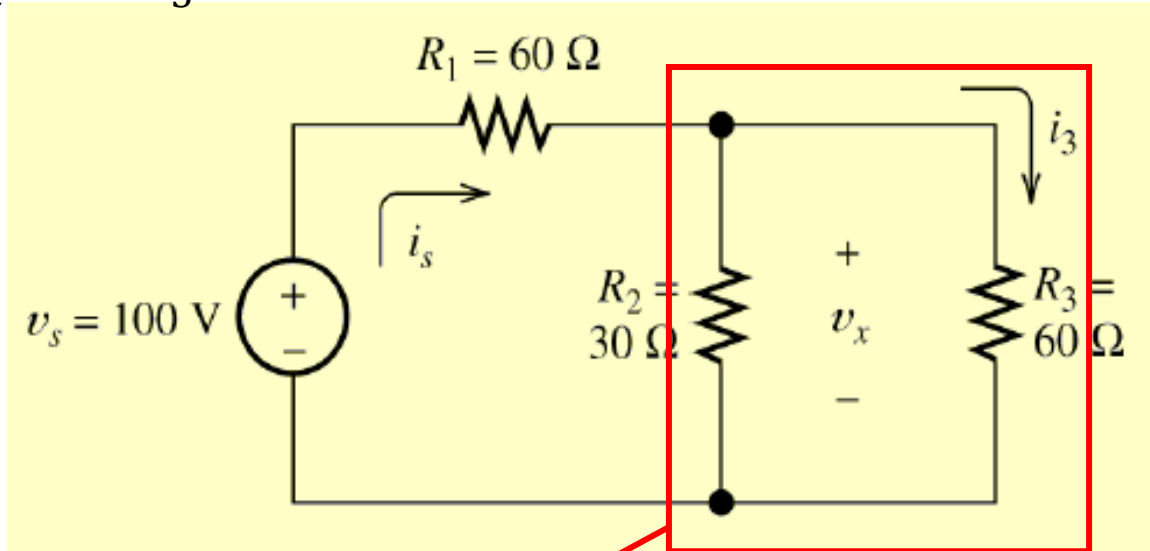 R₁ = 60 Ω
i₃
iₛ
+
vₛ = 100 V
−
R₂ =
30 Ω
+
vₓ
−
R₃ =
60 Ω